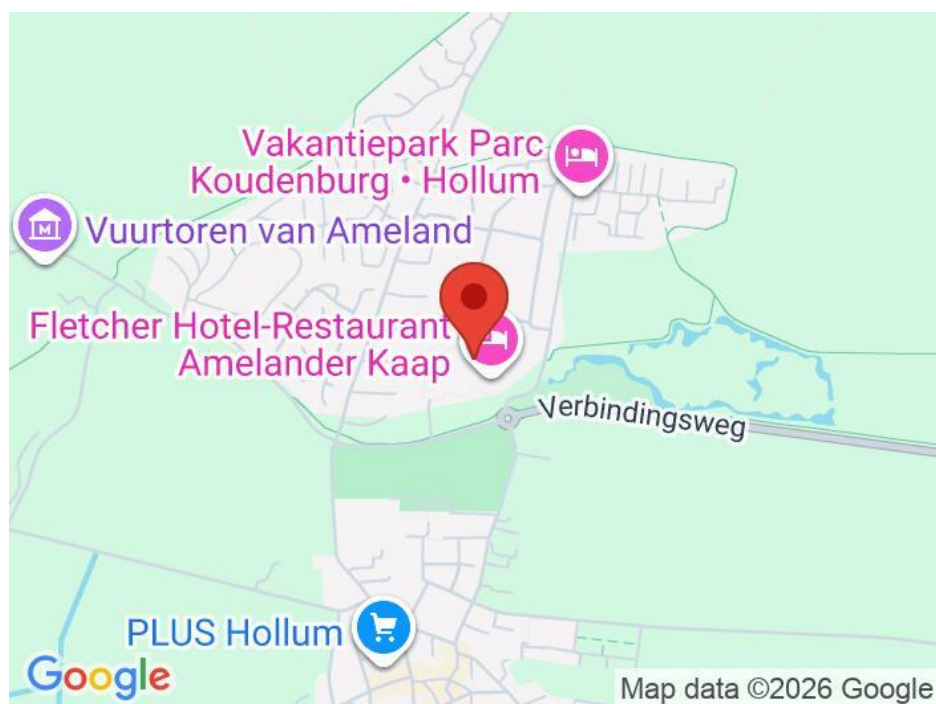 Vakantiepark Parc
Koudenburg • Hollum
Vuurtoren van Ameland
Fletcher Hotel-Restaurant
Amelander Kaap
Verbindingsweg
PLUS Hollum
Google
Map data ©2026 Google